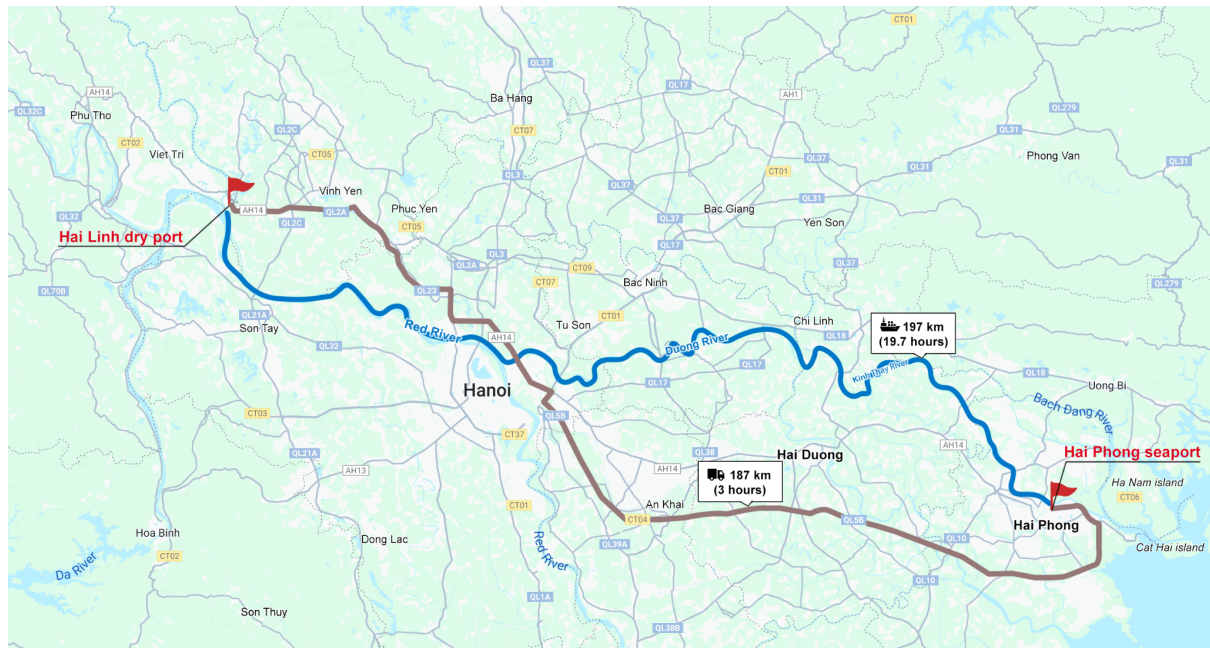 CT01
QL37
QL17
AH1
AH14
Ba Hang
QL279
QL32C
Phu Tho
QL2C
CT07
QL31
CT02
QL3
Viet Tri
CT05
QL37
Phong Van
QL31
CT01
QL31
Vinh Yen
QL37
QL31
AH14
QL2A
Phuc Yen
Bac Giang
QL32
QL2C
CT05
QL37
Yen Son
Hai Linh dry port
QL17
QL3
QL2A
CT09
QL37
QL70B
QL23
CT07
Bac Ninh
QL279
QL21A
CT01
Son Tay
Red River
Tu Son
Chi Linh
QL18
197 km
(19.7 hours)
AH14
Duong River
QL32
QL17
Kinh Thay River
QL18
QL17
Uong Bi
Hanoi
Bach Dang River
CT03
QL5B
CT37
AH14
QL21A
QL38
Hai Duong
Hai Phong seaport
AH13
AH14
187 km
(3 hours)
Ha Nam island
CT06
CT01
An Khai
CT04
QL5B
Hai Phong
Hoa Binh
Dong Lac
QL39A
QL10
Cat Hai island
CT02
Red River
Da River
QL10
QL1A
Son Thuy
QL38B